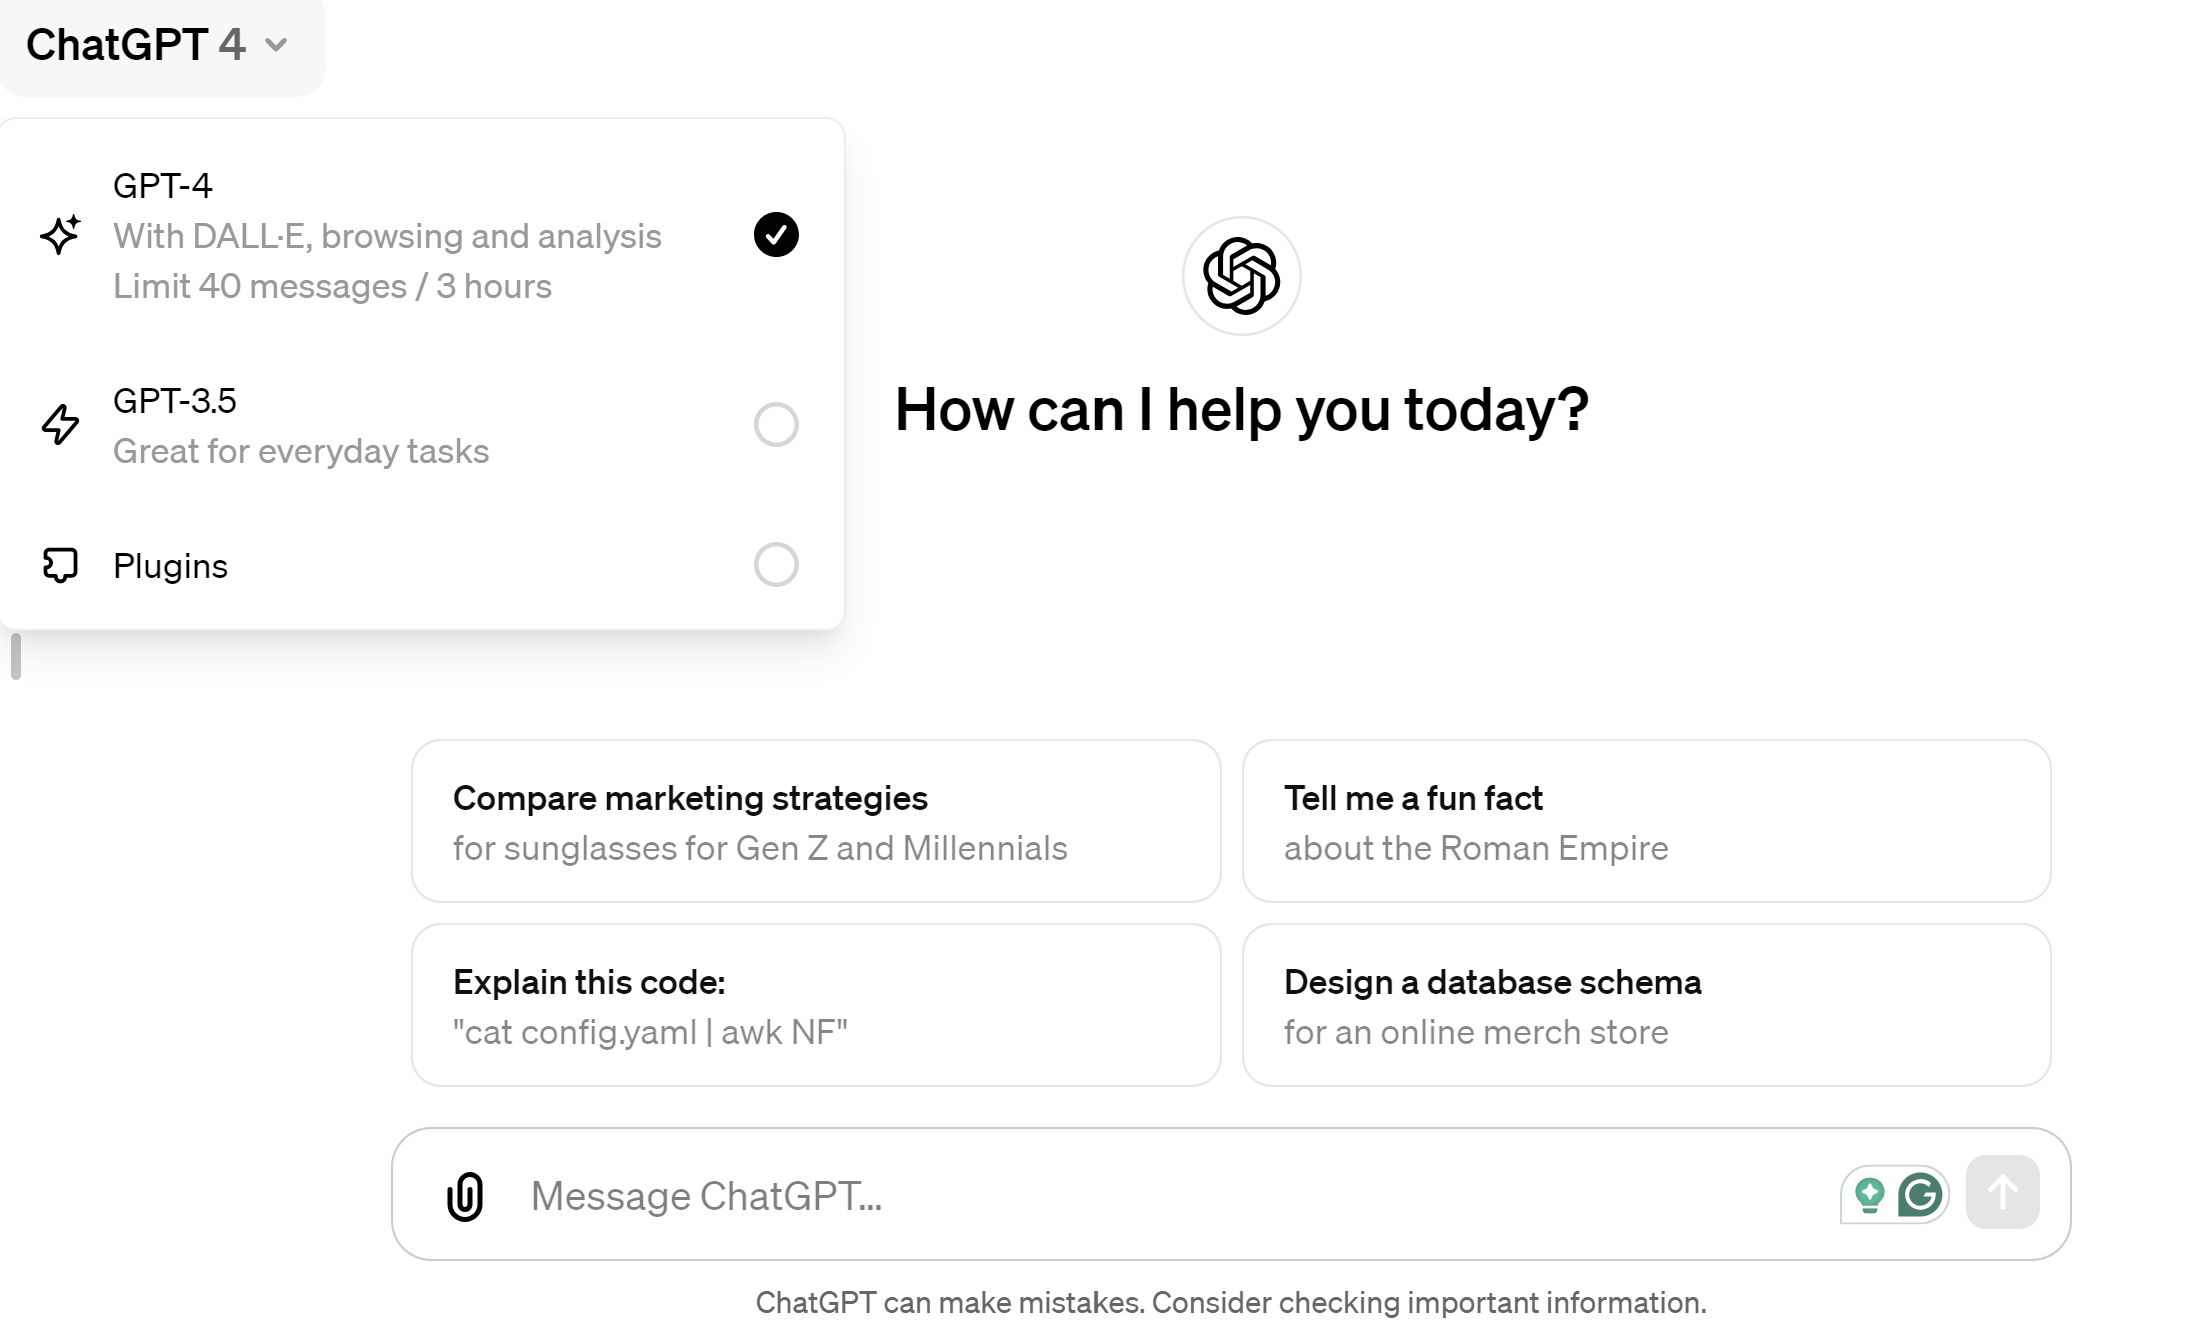 ChatGPT 4
GPT-4
With DALL·E, browsing and analysis
Limit 40 messages / 3 hours
GPT-3.5
Great for everyday tasks
Plugins
How can I help you today?
Compare marketing strategies
for sunglasses for Gen Z and Millennials
Tell me a fun fact
about the Roman Empire
Explain this code:
"cat config.yaml | awk NF"
Design a database schema
for an online merch store
Message ChatGPT...
ChatGPT can make mistakes. Consider checking important information.